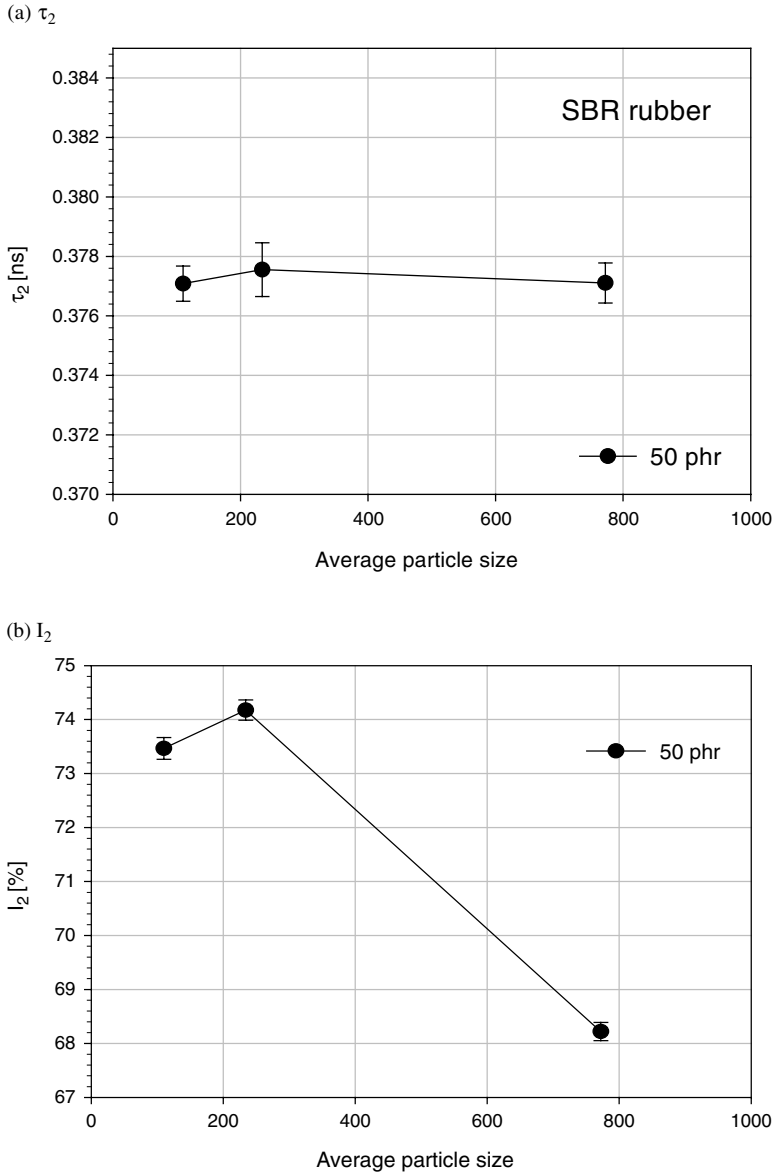 (a) τ₂
0.384
SBR rubber
0.382
0.380
0.378
0.376
0.374
0.372
50 phr
0.370
0 200 400 600 800 1000
τ₂ [ns]
Average particle size
(b) I₂
75
74
50 phr
73
72
71
70
69
68
67
0 200 400 600 800 1000
I₂ [%]
Average particle size